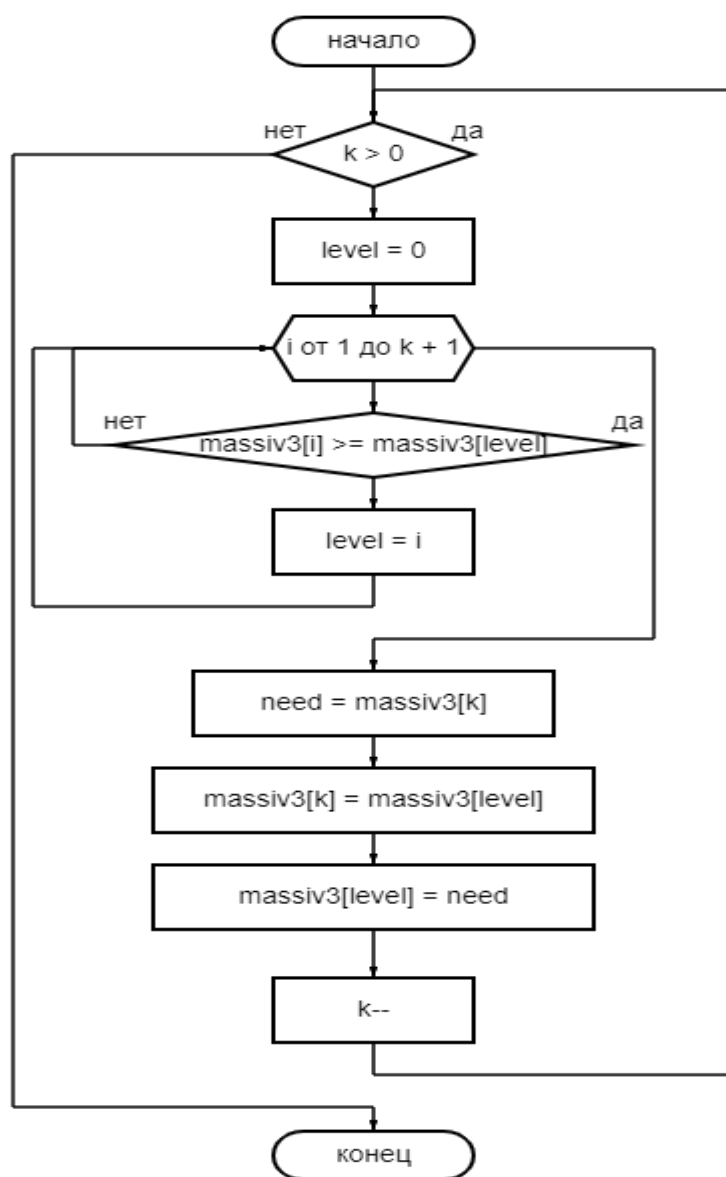 начало
нет
да
k > 0
level = 0
i от 1 до k + 1
нет
да
massiv3[i] >= massiv3[level]
level = i
need = massiv3[k]
massiv3[k] = massiv3[level]
massiv3[level] = need
k--
конец